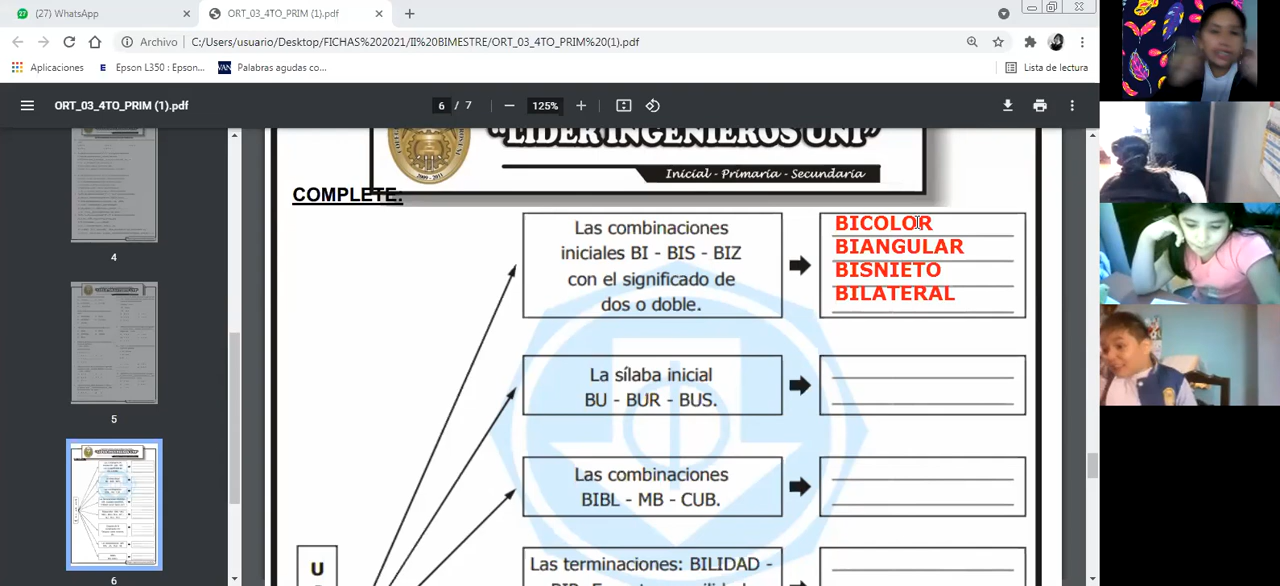 (27) WhatsApp
ORT_03_4TO_PRIM (1).pdf
Archivo
C:/Users/usuario/Desktop/FICHAS%202021/II%20BIMESTRE/ORT_03_4TO_PRIM%20(1).pdf
Aplicaciones
Epson L350 : Epson...
Palabras agudas co...
Lista de lectura
ORT_03_4TO_PRIM (1).pdf
6 / 7
125%
"LIDER INGENIEROS UNI"
Inicial - Primaria - Secundaria
COMPLETE:
Las combinaciones
iniciales BI - BIS - BIZ
con el significado de
dos o doble.
BICOLOR
BIANGULAR
BISNIETO
BILATERAL
La sílaba inicial
BU - BUR - BUS.
Las combinaciones
BIBL - MB - CUB.
Las terminaciones: BILIDAD -
U
4
5
6